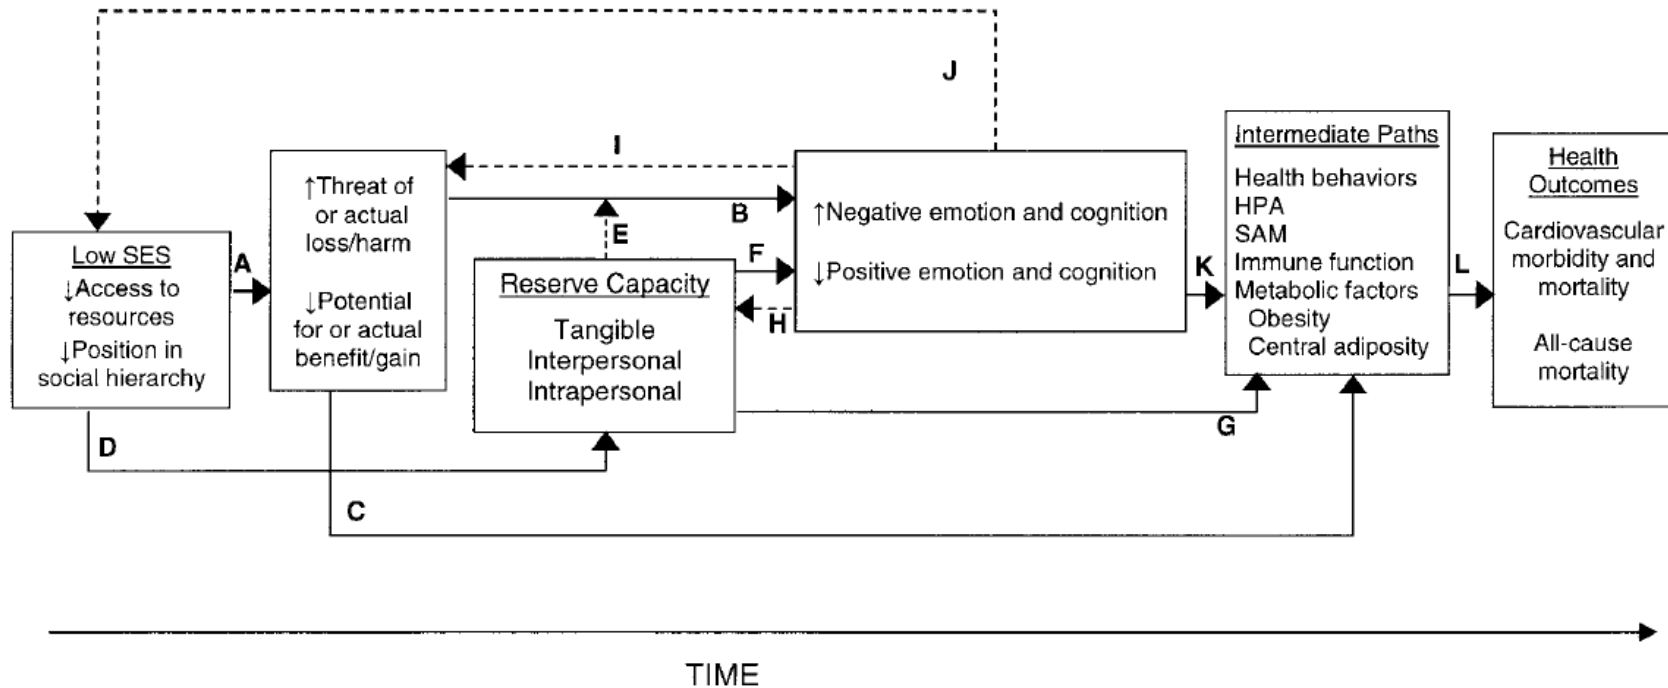 J
I
B
E
F
H
A
D
C
G
K
L
Low SES
↓Access to
resources
↓Position in
social hierarchy
↑Threat of
or actual
loss/harm
↓Potential
for or actual
benefit/gain
Reserve Capacity
Tangible
Interpersonal
Intrapersonal
↑Negative emotion and cognition
↓Positive emotion and cognition
Intermediate Paths
Health behaviors
HPA
SAM
Immune function
Metabolic factors
Obesity
Central adiposity
Health
Outcomes
Cardiovascular
morbidity and
mortality
All-cause
mortality
TIME